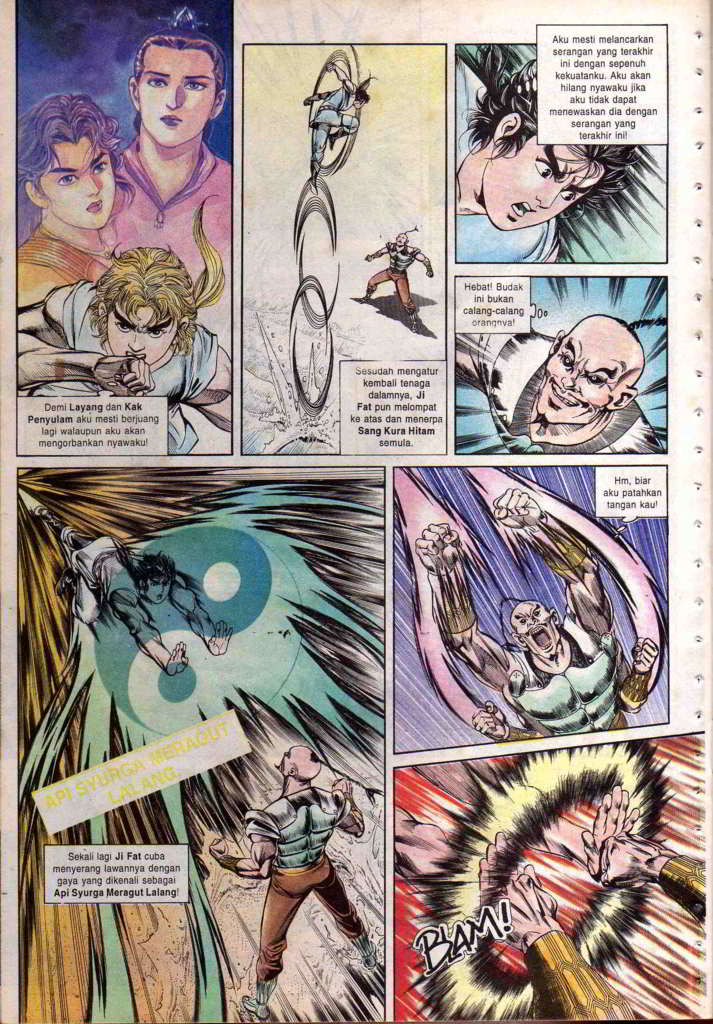 Demi Layang dan Kak
Penyulam aku mesti berjuang
lagi walaupun aku akan
mengorbankan nyawaku!
Sesudah mengatur
kembali tenaga
dalamnya, Ji
Fat pun melompat
ke atas dan menerpa
Sang Kura Hitam
semula.
Aku mesti melancarkan
serangan yang terakhir
ini dengan sepenuh
kekuatanku. Aku akan
hilang nyawaku jika
aku tidak dapat
menewaskan dia dengan
serangan yang
terakhir ini!
Hebat! Budak
ini bukan
calang-calang
orangnya!
API SYURGA MERAGUT
LALANG
Sekali lagi Ji Fat cuba
menyerang lawannya dengan
gaya yang dikenali sebagai
Api Syurga Meragut Lalang!
Hm, biar
aku patahkan
tangan kau!
BLAM!